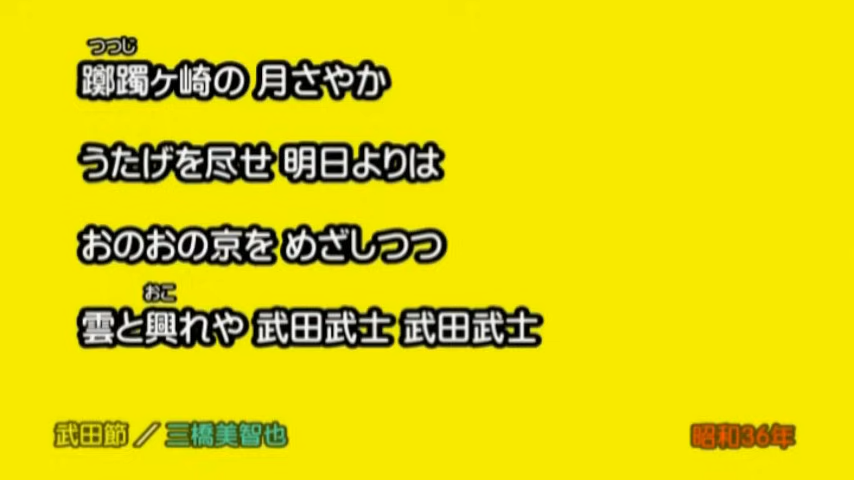 つつじ
躑躅ヶ崎の 月さやか
うたげを尽せ 明日よりは
おのおの京を めざしつつ
おこ
雲と興れや 武田武士 武田武士
武田節 / 三橋美智也
昭和36年